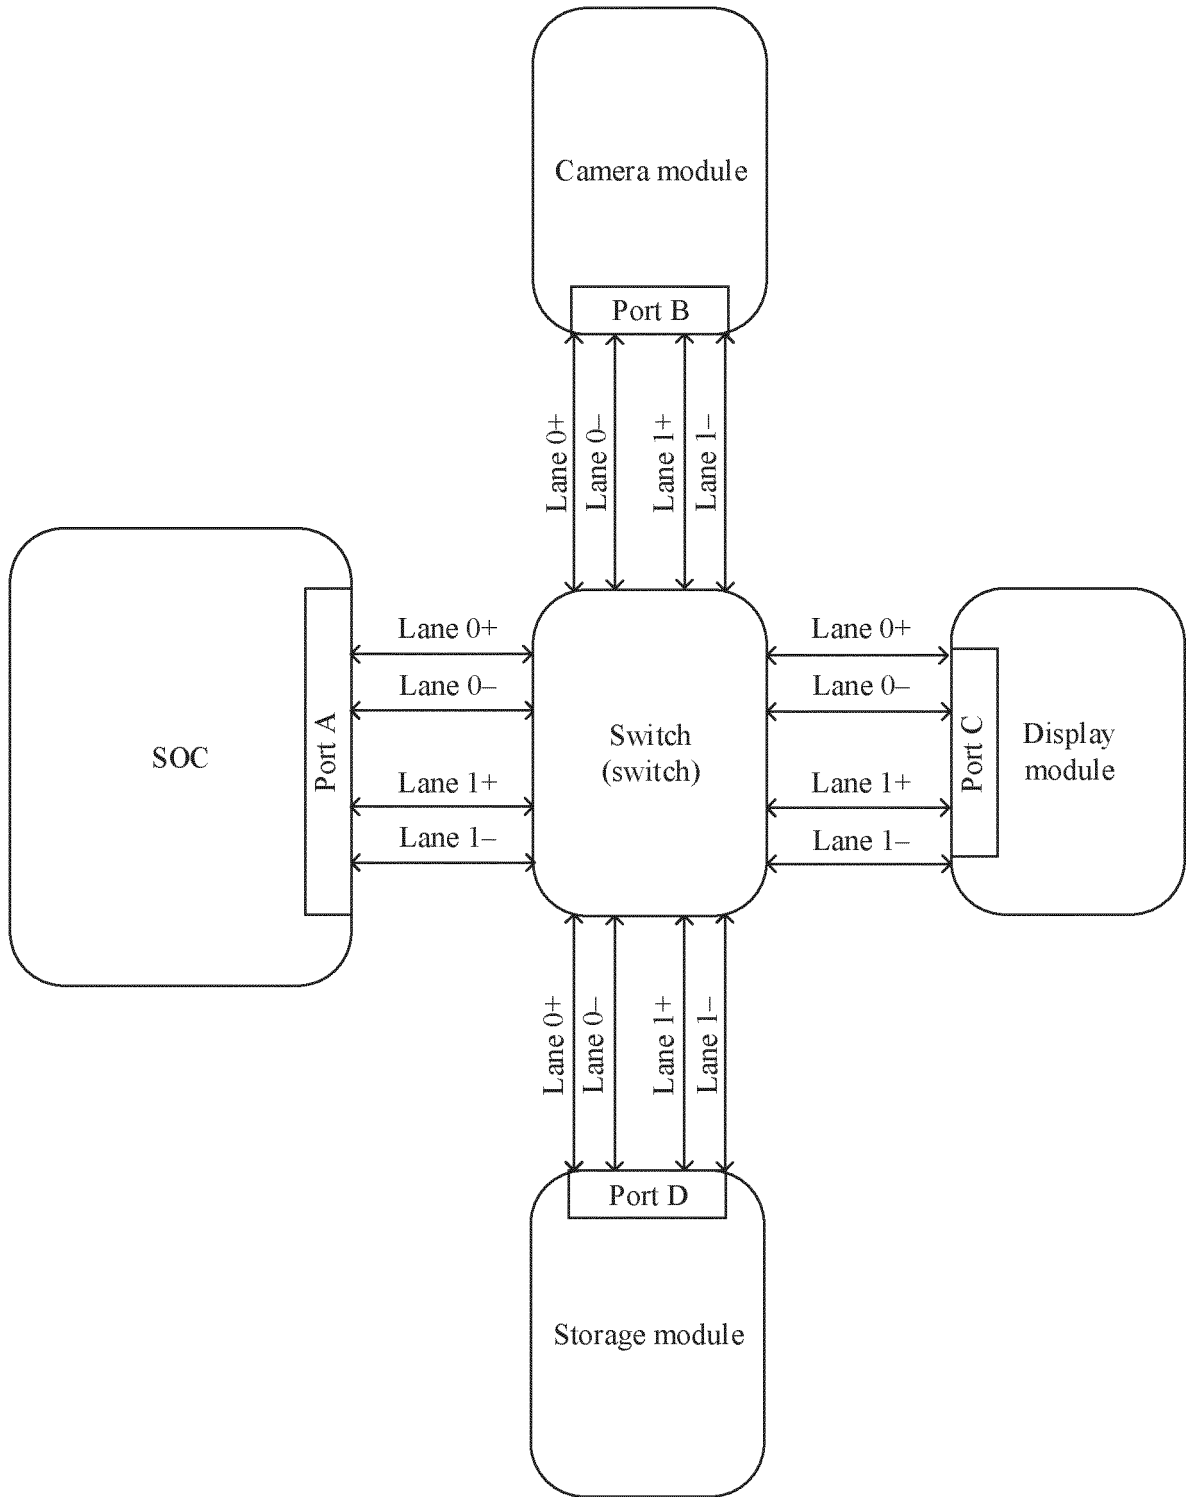 Camera module
Port B
Lane 0+
Lane 0–
Lane 1+
Lane 1–
SOC
Port A
Lane 0+
Lane 0–
Lane 1+
Lane 1–
Switch
(switch)
Lane 0+
Lane 0–
Lane 1+
Lane 1–
Port C
Display
module
Lane 0+
Lane 0–
Lane 1+
Lane 1–
Port D
Storage module